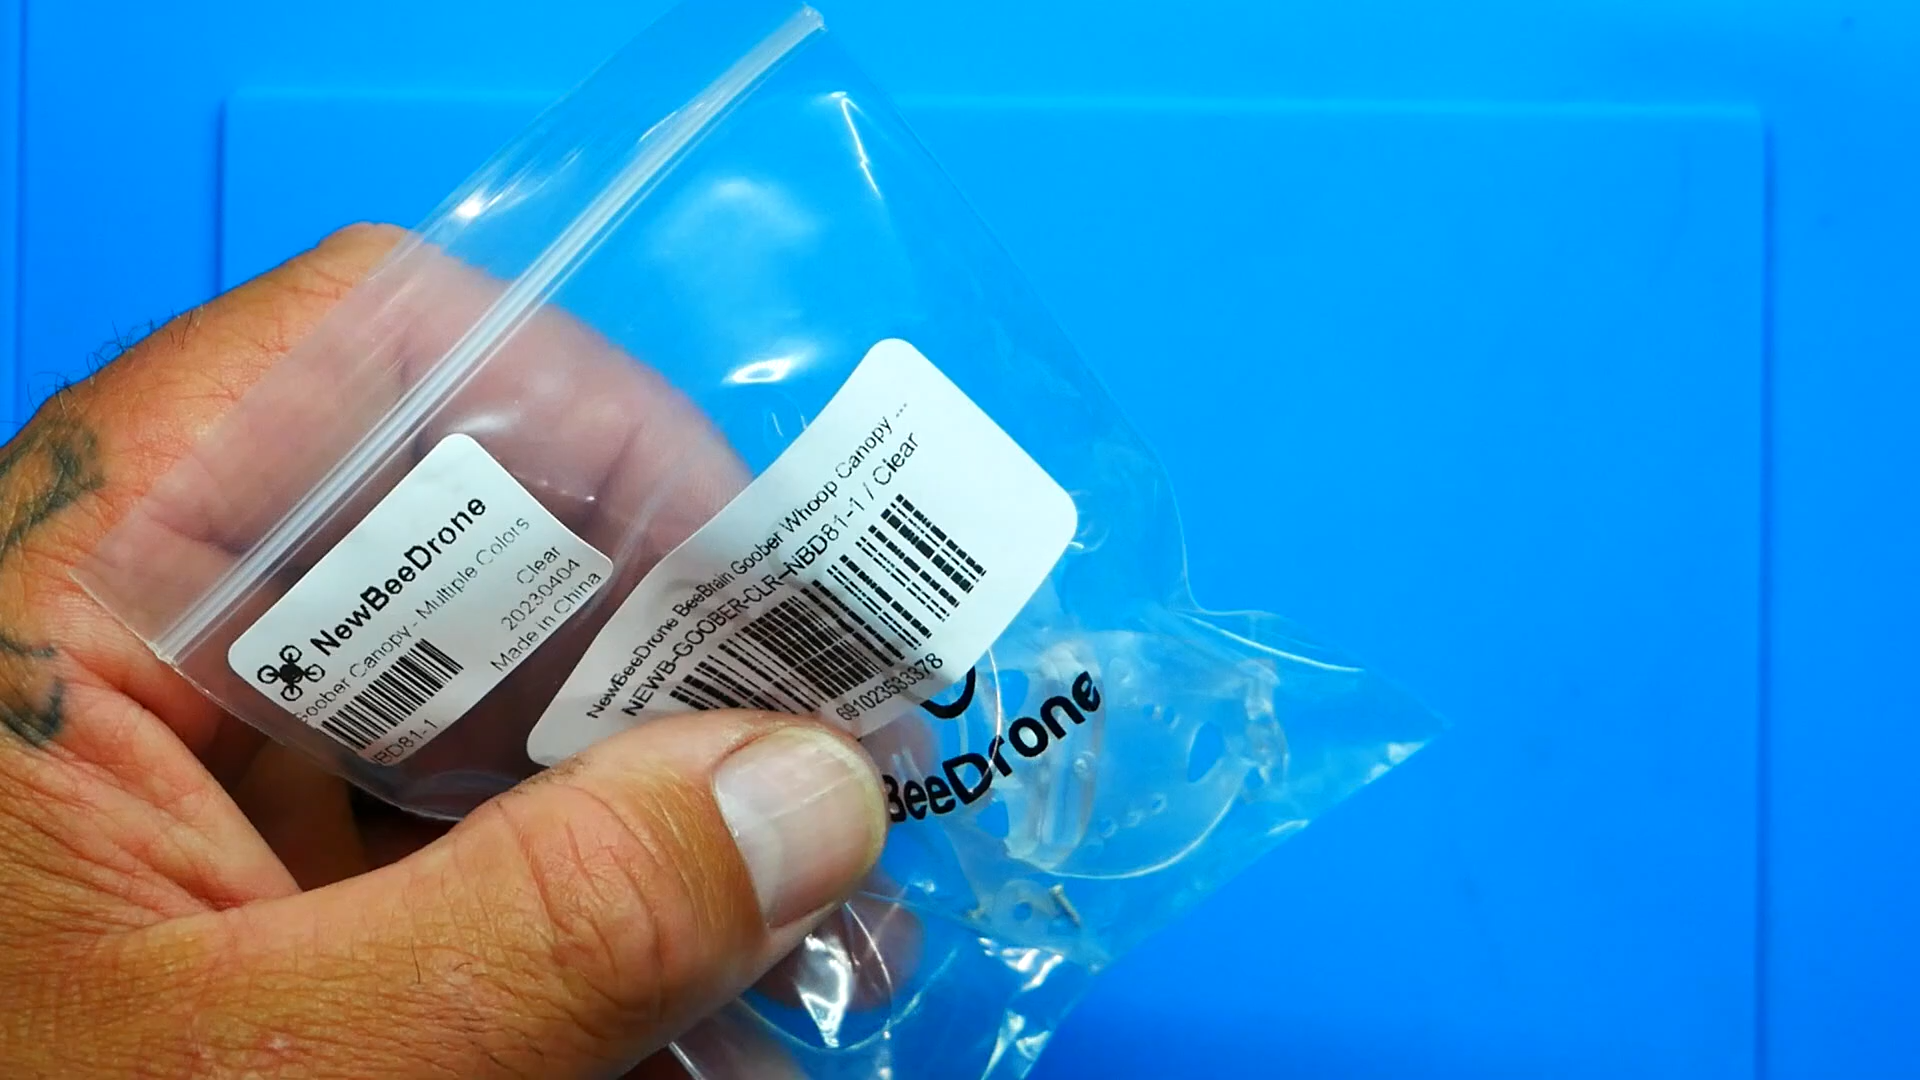 NewBeeDrone
Goober Canopy - Multiple Colors
Clear
20230404
Made in China
NBD81-1
NewBeeDrone BeeBrain Goober Whoop Canopy ...
NEWB-GOOBER-CLR-NBD81-1 / Clear
691023533378
BeeDrone